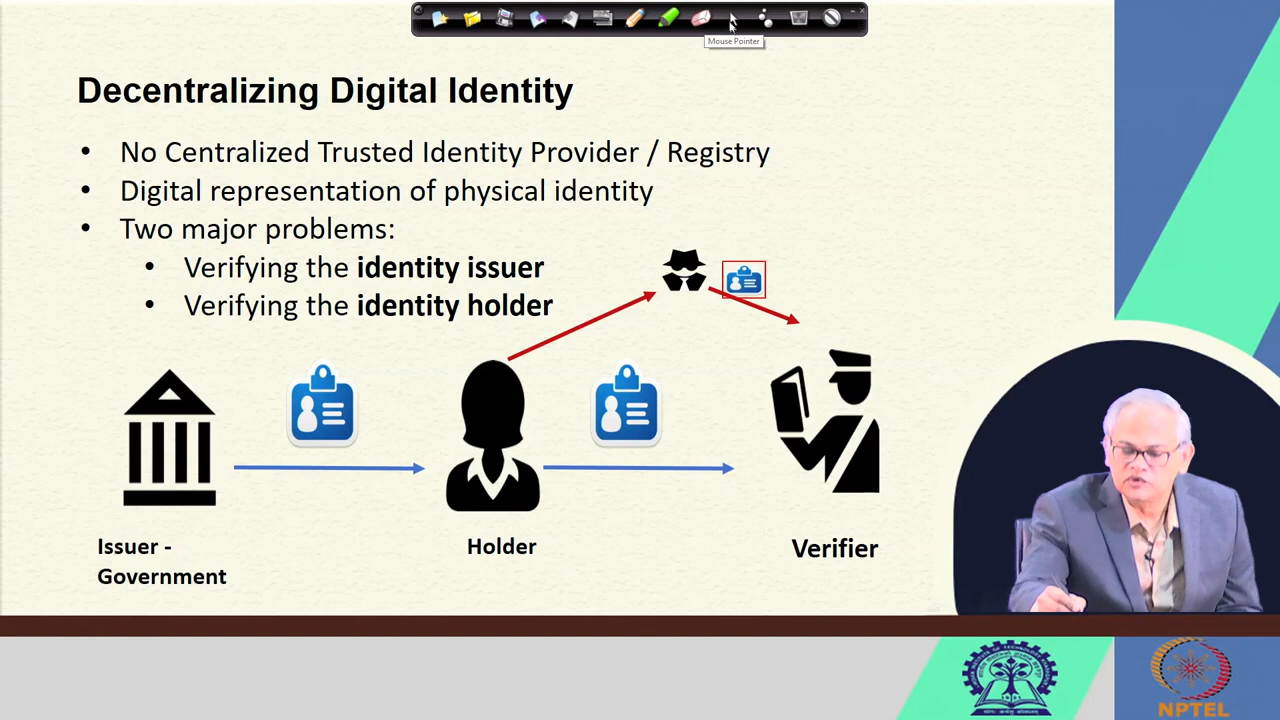 Mouse Pointer
Decentralizing Digital Identity
• No Centralized Trusted Identity Provider / Registry
• Digital representation of physical identity
• Two major problems:
• Verifying the identity issuer
• Verifying the identity holder
Issuer -
Government
Holder
Verifier
NPTEL